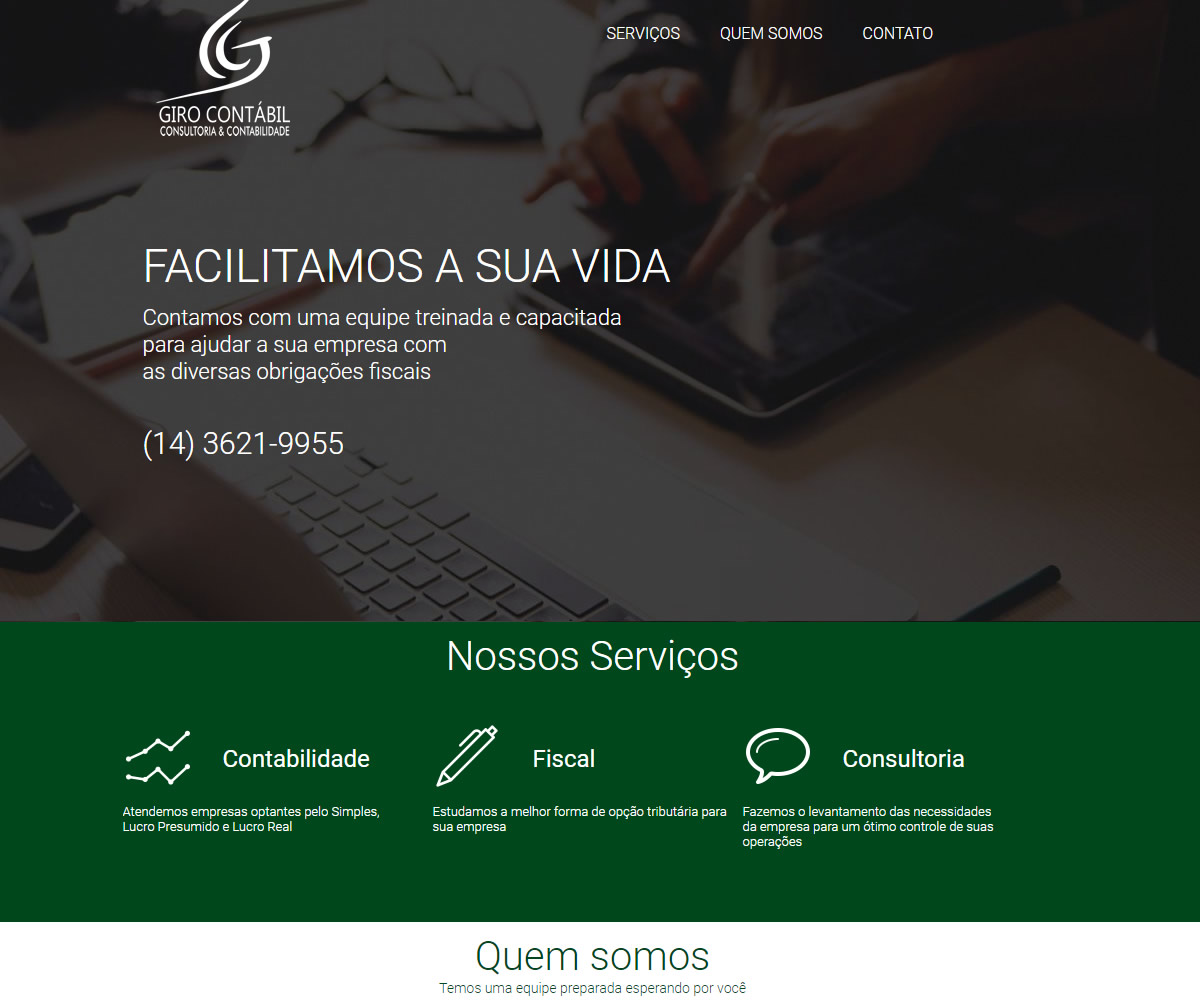 SERVIÇOS QUEM SOMOS CONTATO
GIRO CONTÁBIL
CONSULTORIA & CONTABILIDADE
FACILITAMOS A SUA VIDA
Contamos com uma equipe treinada e capacitada
para ajudar a sua empresa com
as diversas obrigações fiscais
(14) 3621-9955
Nossos Serviços
Contabilidade
Atendemos empresas optantes pelo Simples,
Lucro Presumido e Lucro Real
Fiscal
Estudamos a melhor forma de opção tributária para
sua empresa
Consultoria
Fazemos o levantamento das necessidades
da empresa para um ótimo controle de suas
operações
Quem somos
Temos uma equipe preparada esperando por você